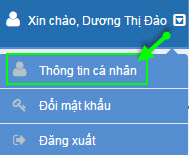 Xin chào, Dương Thị Đào
Thông tin cá nhân
Đổi mật khẩu
Đăng xuất